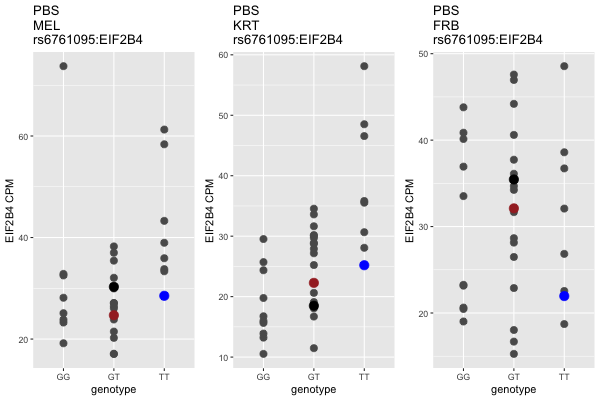 PBS
MEL
rs6761095:EIF2B4
EIF2B4 CPM
60
40
20
GG
GT
TT
genotype
PBS
KRT
rs6761095:EIF2B4
EIF2B4 CPM
60
50
40
30
20
10
GG
GT
TT
genotype
PBS
FRB
rs6761095:EIF2B4
EIF2B4 CPM
50
40
30
20
GG
GT
TT
genotype